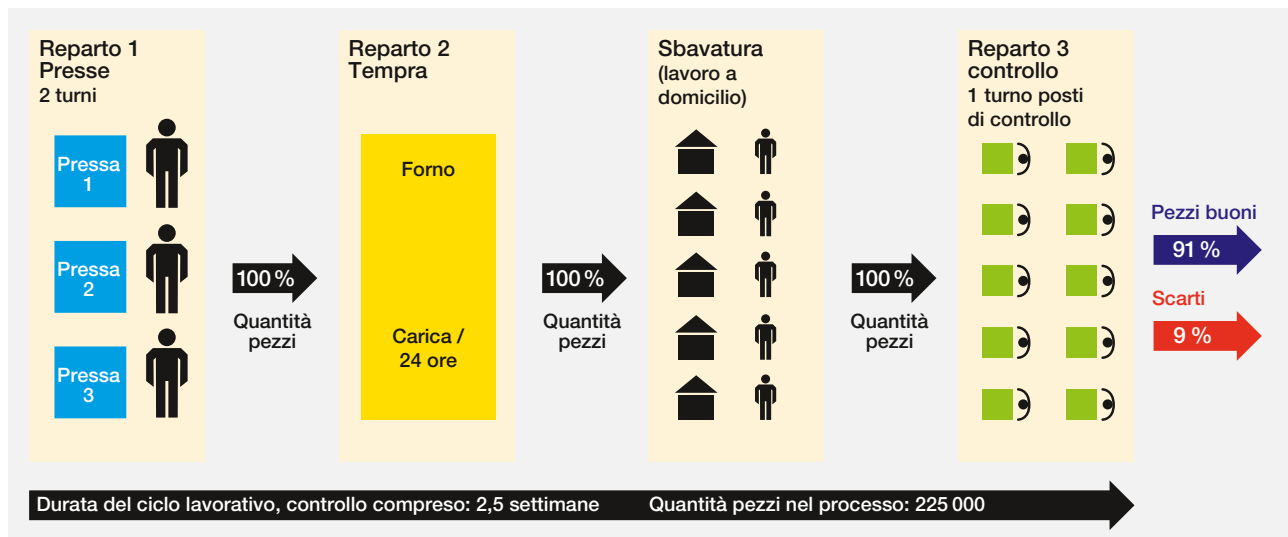 Reparto 1
Presse
2 turni
Pressa
1
Pressa
2
Pressa
3
100 %
Quantità
pezzi
Reparto 2
Tempra
Forno
Carica /
24 ore
100 %
Quantità
pezzi
Sbavatura
(lavoro a
domicilio)
100 %
Quantità
pezzi
Reparto 3
controllo
1 turno posti
di controllo
Pezzi buoni
91 %
Scarti
9 %
Durata del ciclo lavorativo, controllo compreso: 2,5 settimane
Quantità pezzi nel processo: 225 000